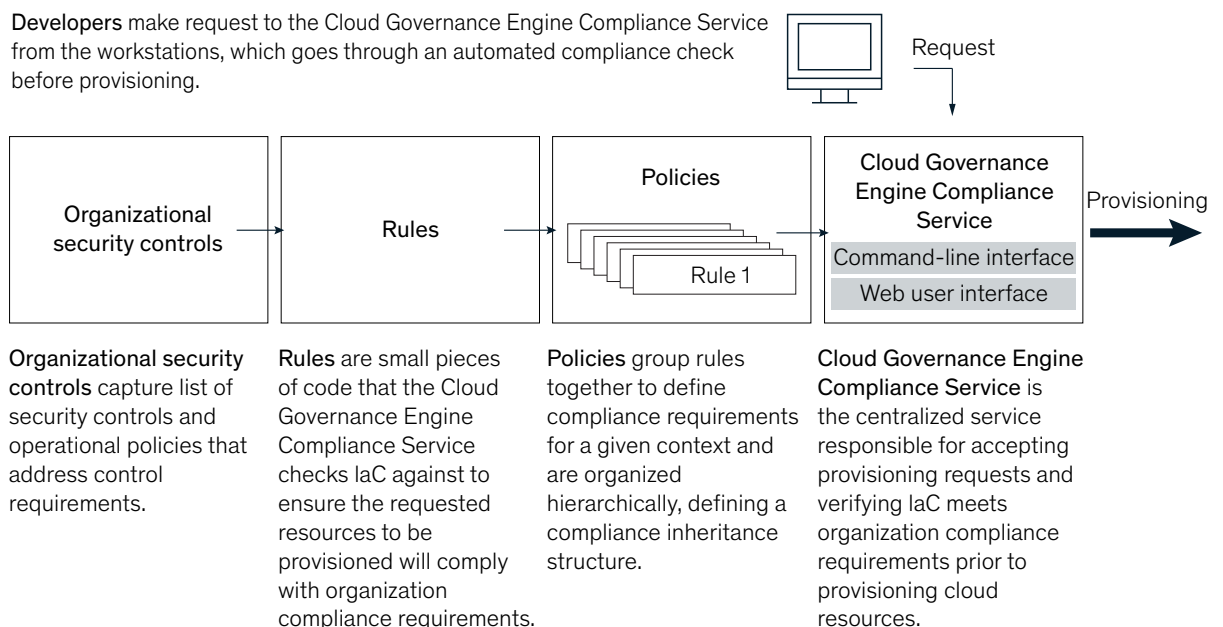 Developers make request to the Cloud Governance Engine Compliance Service
from the workstations, which goes through an automated compliance check
before provisioning.
Request
Organizational
security controls
Rules
Policies
Rule 1
Cloud Governance
Engine Compliance
Service
Command-line interface
Web user interface
Provisioning
Organizational security
controls capture list of
security controls and
operational policies that
address control
requirements.
Rules are small pieces
of code that the Cloud
Governance Engine
Compliance Service
checks IaC against to
ensure the requested
resources to be
provisioned will comply
with organization
compliance requirements.
Policies group rules
together to define
compliance requirements
for a given context and
are organized
hierarchically, defining a
compliance inheritance
structure.
Cloud Governance Engine
Compliance Service is
the centralized service
responsible for accepting
provisioning requests and
verifying IaC meets
organization compliance
requirements prior to
provisioning cloud
resources.